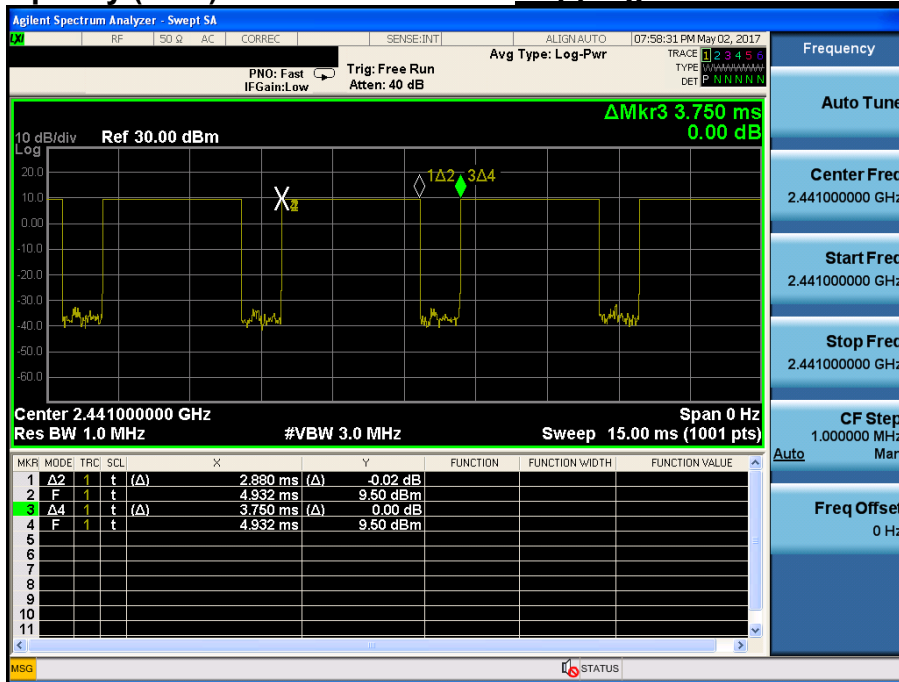 Agilent Spectrum Analyzer - Swept SA
LXI RF 50 Ω AC CORREC SENSE:INT ALIGN AUTO 07:58:31 PM May 02, 2017
Avg Type: Log-Pwr
TRACE 1 2 3 4 5 6
TYPE WWWWWW
DET P N N N N N
PNO: Fast
IFGain:Low
Trig: Free Run
Atten: 40 dB
Frequency
ΔMkr3 3.750 ms
0.00 dB
10 dB/div Ref 30.00 dBm
Log
20.0
10.0
0.00
-10.0
-20.0
-30.0
-40.0
-50.0
-60.0
1Δ2 3Δ4
Center 2.441000000 GHz Span 0 Hz
Res BW 1.0 MHz #VBW 3.0 MHz Sweep 15.00 ms (1001 pts)
MKR MODE TRC SCL X Y FUNCTION FUNCTION WIDTH FUNCTION VALUE
1 Δ2 1 t (Δ) 2.880 ms (Δ) -0.02 dB
2 F 1 t 4.932 ms 9.50 dBm
3 Δ4 1 t (Δ) 3.750 ms (Δ) 0.00 dB
4 F 1 t 4.932 ms 9.50 dBm
5
6
7
8
9
10
11
MSG STATUS
Auto Tune
Center Freq
2.441000000 GHz
Start Freq
2.441000000 GHz
Stop Freq
2.441000000 GHz
CF Step
1.000000 MHz
Auto Man
Freq Offset
0 Hz